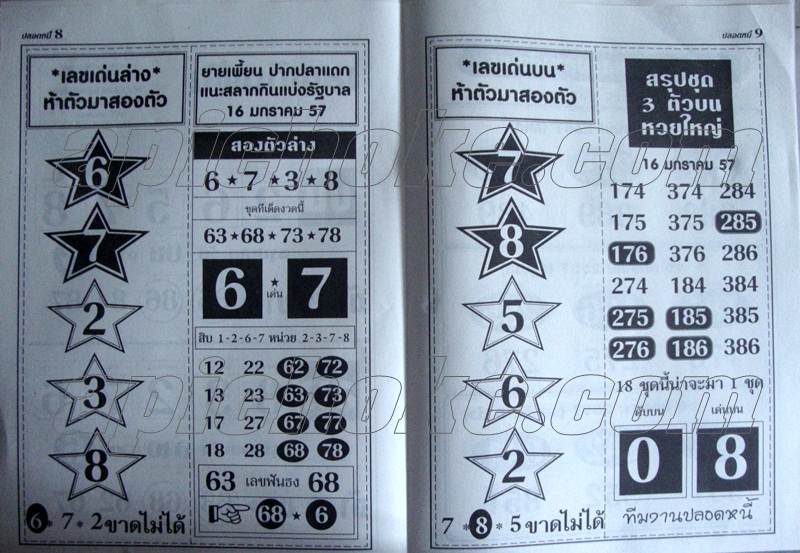 ปลอดหนี้ 8
*เลขเด่นล่าง*
ห้าตัวมาสองตัว
6
7
2
3
8
6 * 7 * 2 ขาดไม่ได้
ยายเพี้ยน ปากปลาแดก
แนะสลากกินแบ่งรัฐบาล
16 มกราคม 57
สองตัวล่าง
6 ★ 7 ★ 3 ★ 8
ชุดทีเด็ดงวดนี้
63 ★ 68 ★ 73 ★ 78
6 ★ เด่น 7
สิบ 1-2-6-7 หน่วย 2-3-7-8
12 22 62 72
13 23 63 73
17 27 67 77
18 28 68 78
63 เลขฟันธง 68
68 ★ 6
ปลอดหนี้ 9
*เลขเด่นบน*
ห้าตัวมาสองตัว
7
8
5
6
2
7 * 8 * 5 ขาดไม่ได้
สรุปชุด
3 ตัวบน
หวยใหญ่
16 มกราคม 57
174 374 284
175 375 285
176 376 286
274 184 384
275 185 385
276 186 386
18 ชุดนี้น่าจะมา 1 ชุด
ดับบน เด่นบน
0 8
ทีมงานปลอดหนี้
apichoke.com
apichoke.com